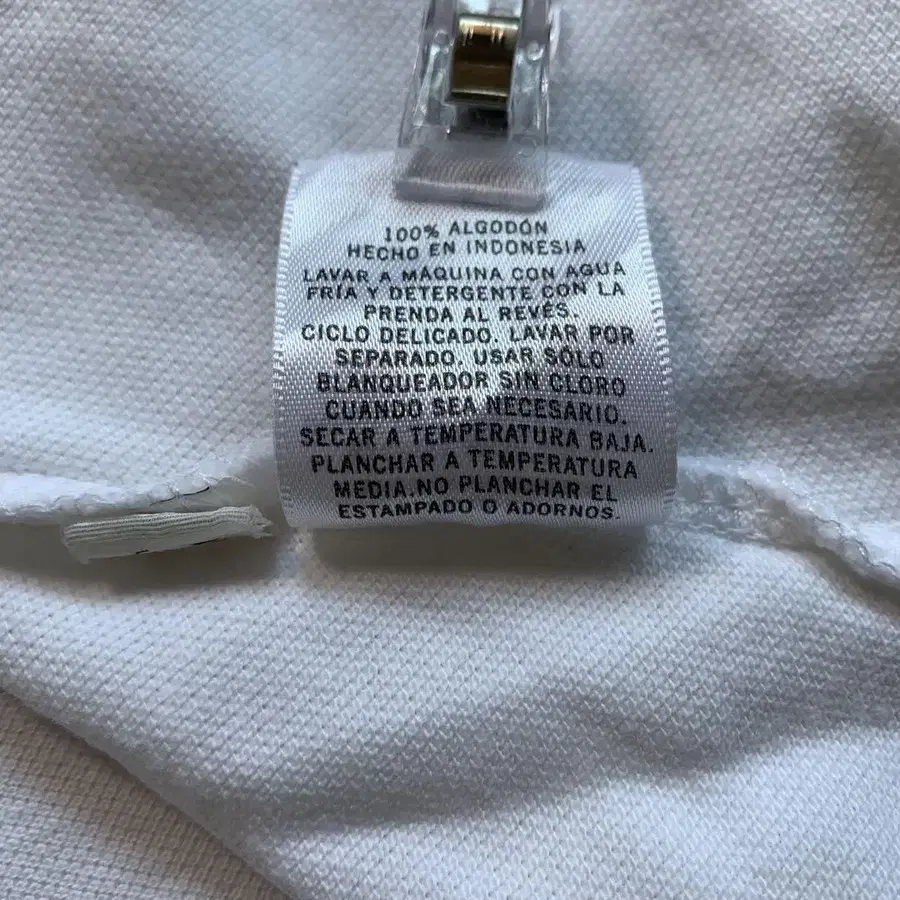 100% ALGODÓN
HECHO EN INDONESIA
LAVAR A MÁQUINA CON AGUA
FRÍA Y DETERGENTE CON LA
PRENDA AL REVÉS.
CICLO DELICADO. LAVAR POR
SEPARADO. USAR SÓLO
BLANQUEADOR SIN CLORO
CUANDO SEA NECESARIO.
SECAR A TEMPERATURA BAJA.
PLANCHAR A TEMPERATURA
MEDIA.NO PLANCHAR EL
ESTAMPADO O ADORNOS.